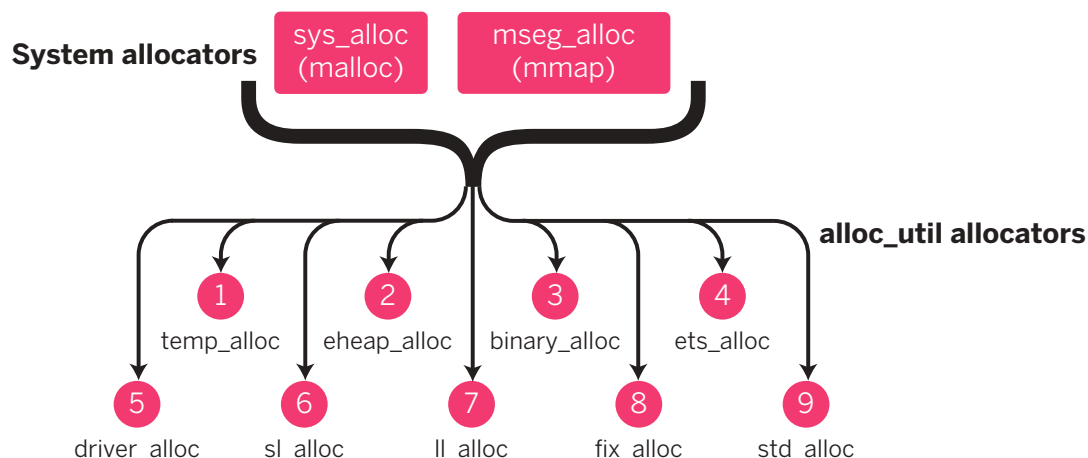 System allocators
sys_alloc
(malloc)
mseg_alloc
(mmap)
alloc_util allocators
1
temp_alloc
2
eheap_alloc
3
binary_alloc
4
ets_alloc
5
driver_alloc
6
sl_alloc
7
ll_alloc
8
fix_alloc
9
std_alloc